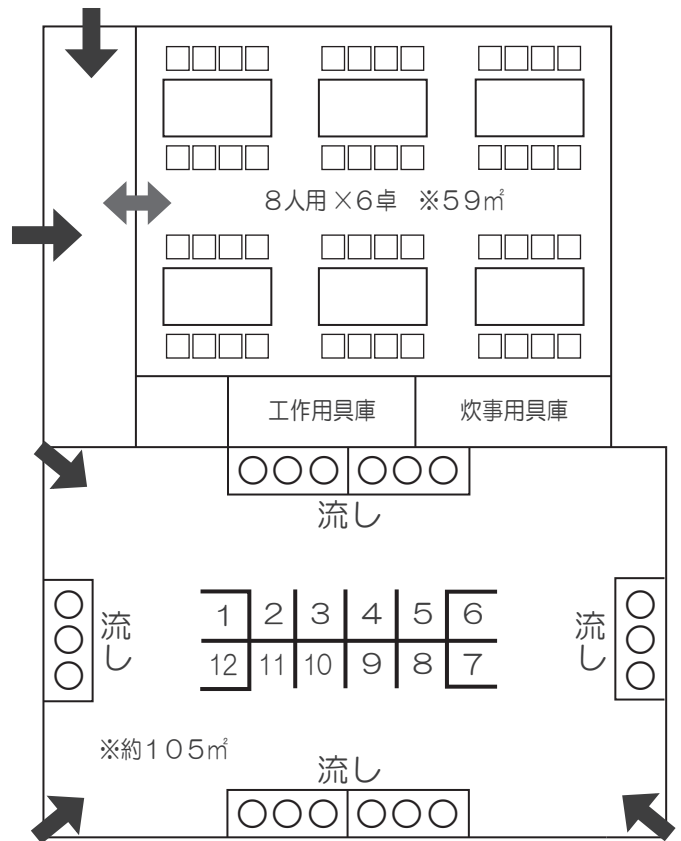 ８人用×６卓　※５９㎡
工作用具庫
炊事用具庫
流し
流し
流し
1 2 3 4 5 6
12 11 10 9 8 7
※約１０５㎡
流し